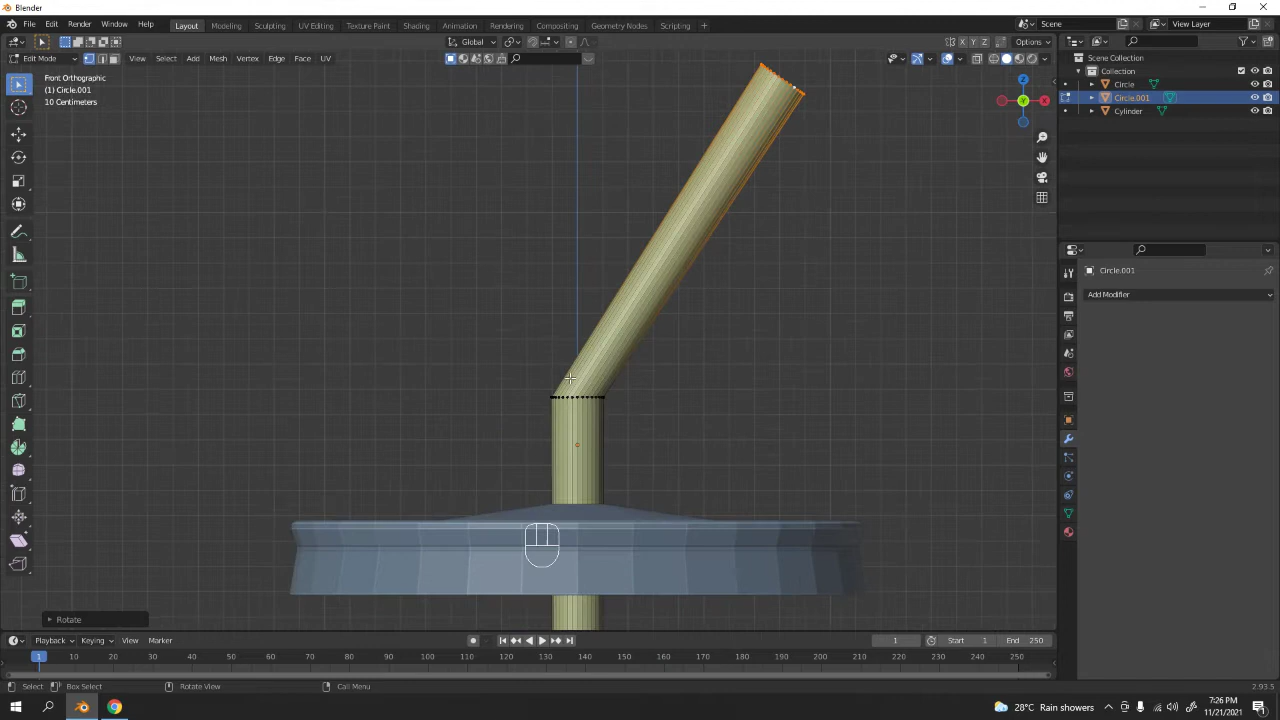 Blender
File Edit Render Window Help Layout Modeling Sculpting UV Editing Texture Paint Shading Animation Rendering Compositing Geometry Nodes Scripting + Scene View Layer
Global X Y Z Options
Edit Mode View Select Add Mesh Vertex Edge Face UV
Front Orthographic
(1) Circle.001
10 Centimeters
Z
X
Y
Scene Collection
Collection
Circle
Circle.001
Cylinder
Circle.001
Add Modifier
Rotate
Playback Keying View Marker 1 Start 1 End 250
1 10 20 30 40 50 60 70 80 90 100 110 120 130 140 150 160 170 180 190 200 210 220 230 240 250
Select Box Select Rotate View Call Menu 2.93.5
28°C Rain showers 7:26 PM
11/21/2021